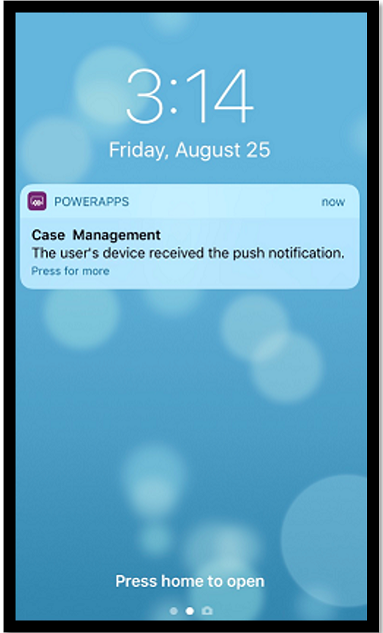 3:14
Friday, August 25
POWERAPPS now
Case Management
The user's device received the push notification.
Press for more
Press home to open